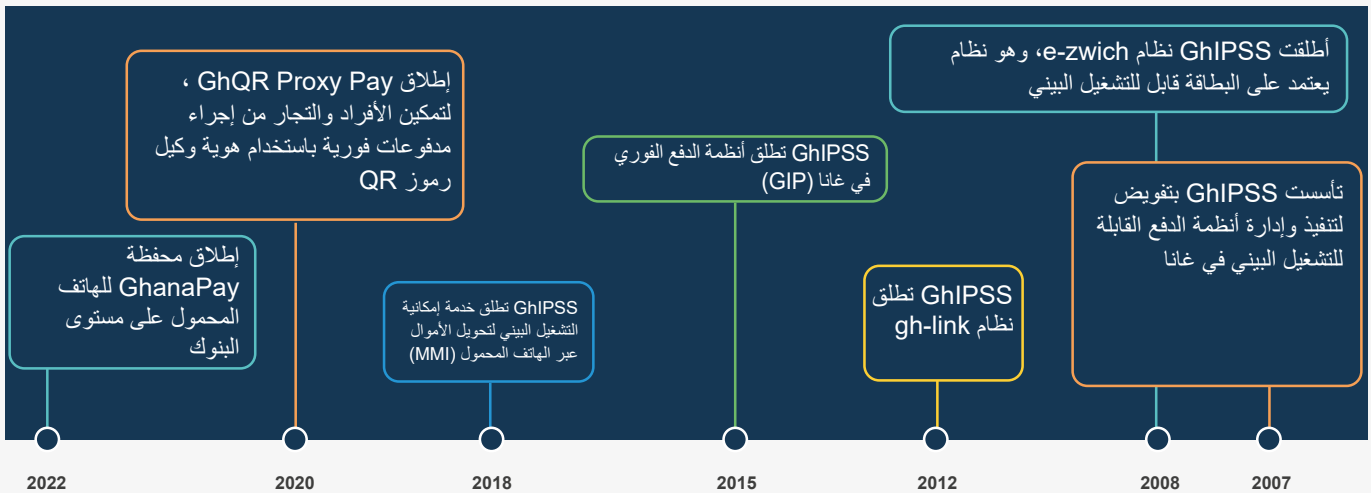 أطلقت GhIPSS نظام e-zwich، وهو نظام
يعتمد على البطاقة قابل للتشغيل البيني
تأسست GhIPSS بتفويض
لتنفيذ وإدارة أنظمة الدفع القابلة
للتشغيل البيني في غانا
GhIPSS تطلق
نظام gh-link
GhIPSS تطلق أنظمة الدفع الفوري
في غانا (GIP)
GhIPSS تطلق خدمة إمكانية
التشغيل البيني لتحويل الأموال
عبر الهاتف المحمول (MMI)
إطلاق GhQR Proxy Pay ،
لتمكين الأفراد والتجار من إجراء
مدفوعات فورية باستخدام هوية وكيل
رموز QR
إطلاق محفظة
GhanaPay للهاتف
المحمول على مستوى
البنوك
2007
2008
2012
2015
2018
2020
2022